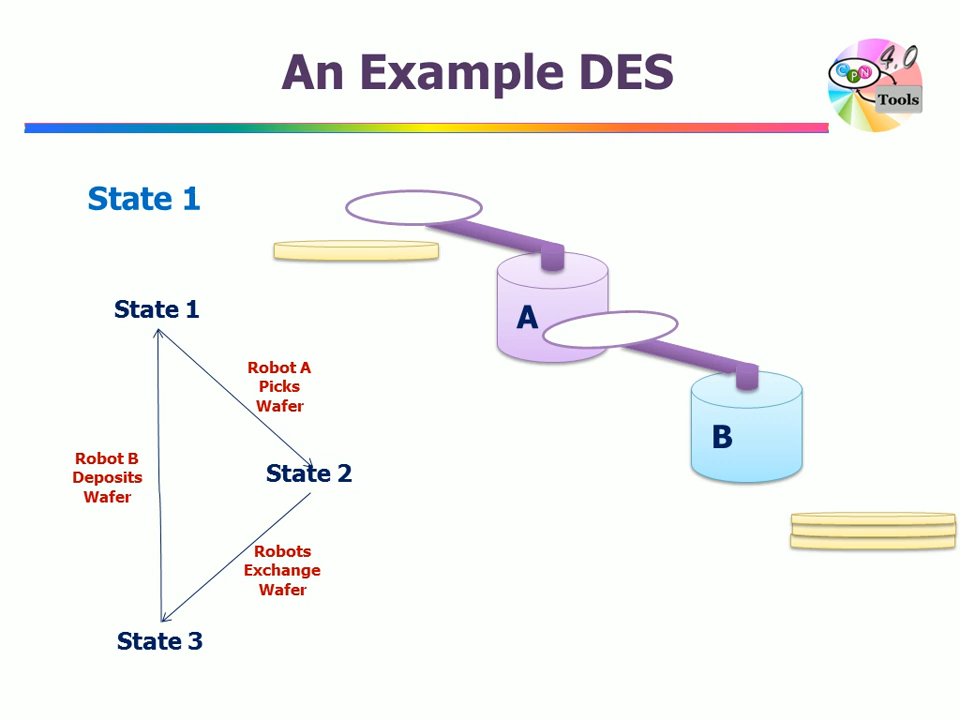 An Example DES
4.0
C P N
Tools
State 1
State 1
Robot A
Picks
Wafer
A
B
Robot B
Deposits
Wafer
State 2
Robots
Exchange
Wafer
State 3